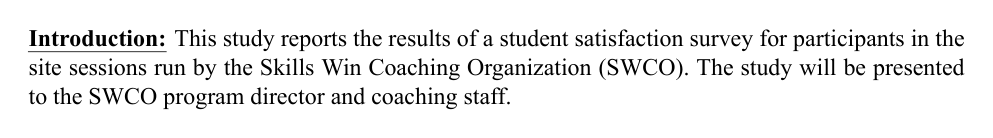 Introduction: This study reports the results of a student satisfaction survey for participants in the
site sessions run by the Skills Win Coaching Organization (SWCO). The study will be presented
to the SWCO program director and coaching staff.